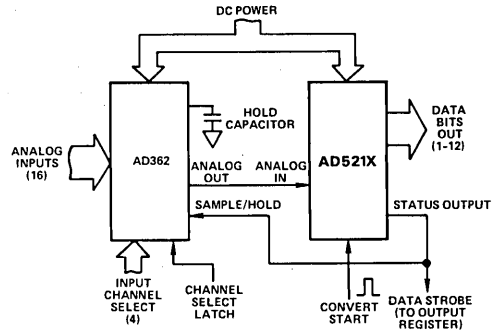 DC POWER
HOLD
CAPACITOR
AD362
AD521X
DATA
BITS
OUT
(1–12)
ANALOG
INPUTS
(16)
ANALOG
OUT
ANALOG
IN
SAMPLE/HOLD
STATUS OUTPUT
INPUT
CHANNEL
SELECT
(4)
CHANNEL
SELECT
LATCH
CONVERT
START
DATA STROBE
(TO OUTPUT
REGISTER)